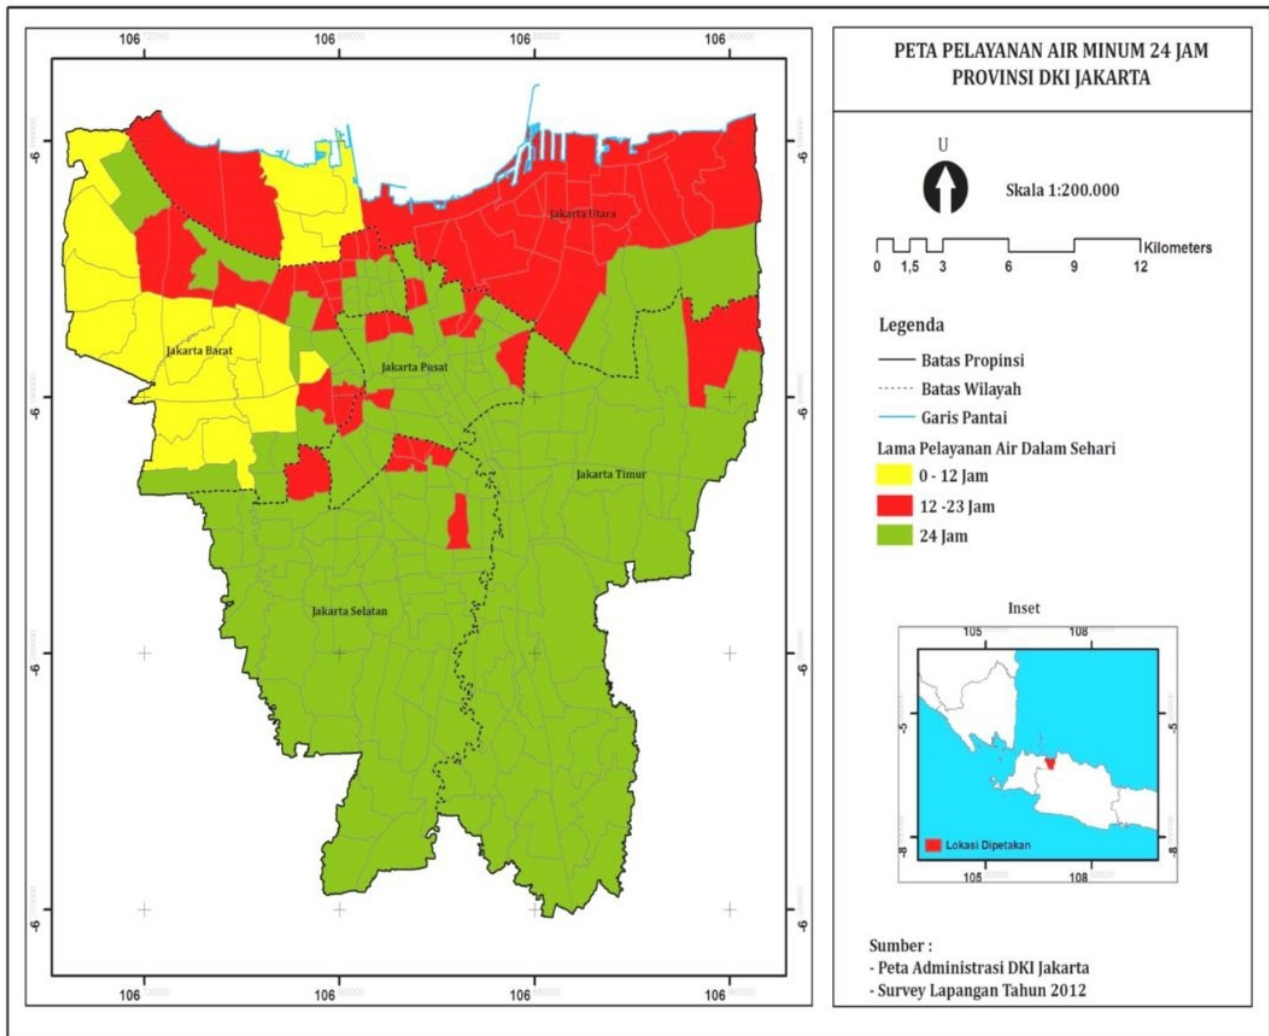 PETA PELAYANAN AIR MINUM 24 JAM
PROVINSI DKI JAKARTA
U
Skala 1:200.000
Kilometers
0 1,5 3 6 9 12
Legenda
Batas Propinsi
Batas Wilayah
Garis Pantai
Lama Pelayanan Air Dalam Sehari
0 - 12 Jam
12 -23 Jam
24 Jam
Inset
105 108
-5 -5
-8 -8
Lokasi Dipetakan
105 108
Sumber :
- Peta Administrasi DKI Jakarta
- Survey Lapangan Tahun 2012
106 106 106 106
-6 -6
Jakarta Utara
Jakarta Barat
Jakarta Pusat
-6 -6
Jakarta Timur
Jakarta Selatan
-6 -6
-6 -6
106 106 106 106